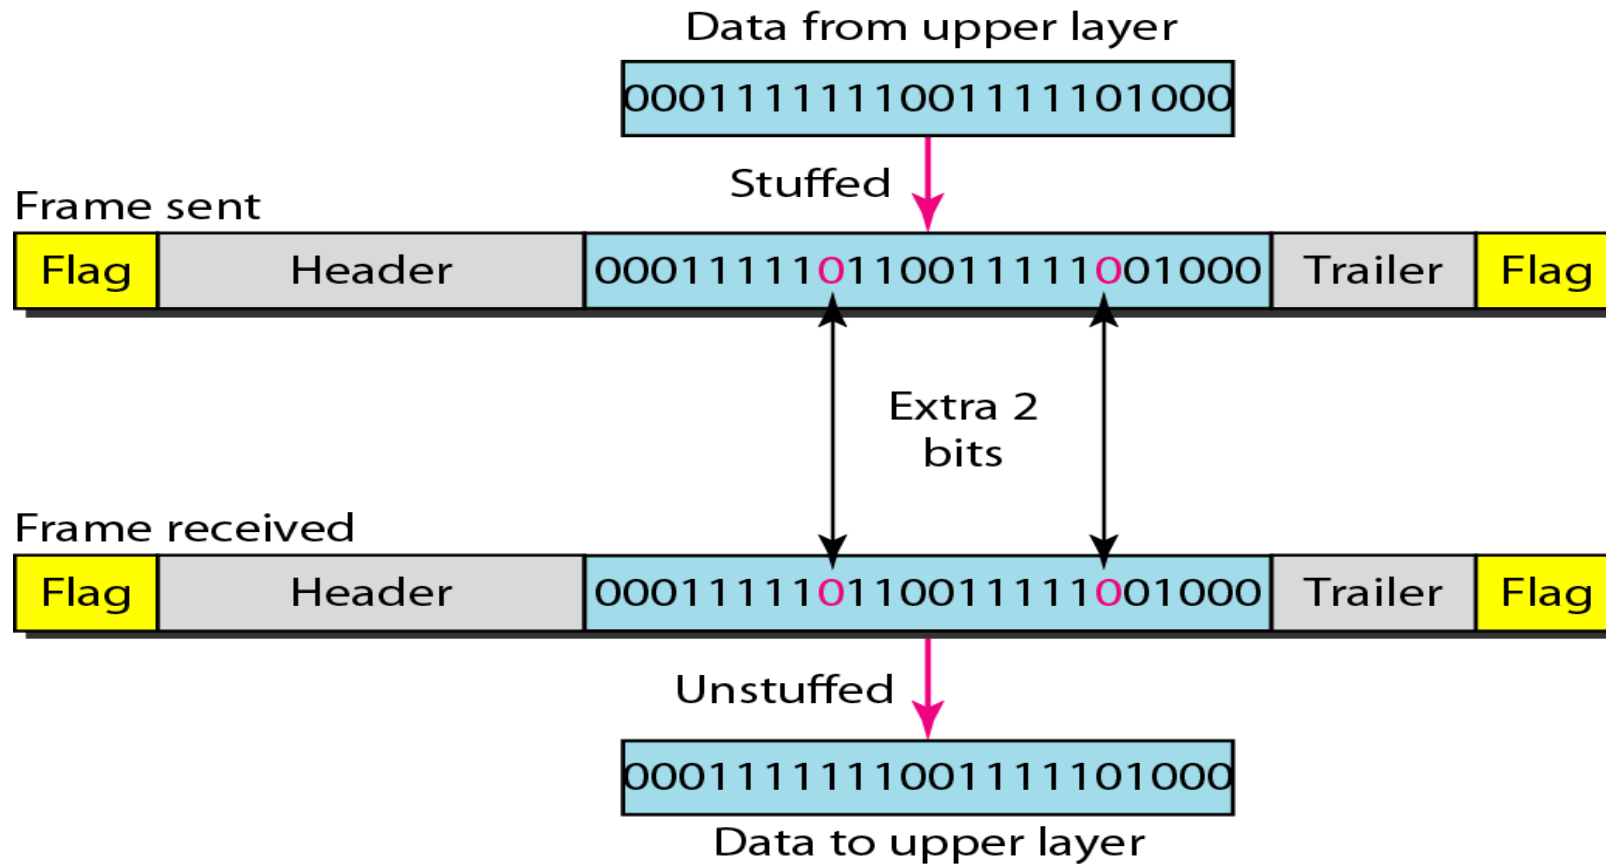 Data from upper layer
0001111111001111101000
Stuffed
Frame sent
Flag Header 000111110110011111001000 Trailer Flag
Extra 2
bits
Frame received
Flag Header 000111110110011111001000 Trailer Flag
Unstuffed
0001111111001111101000
Data to upper layer